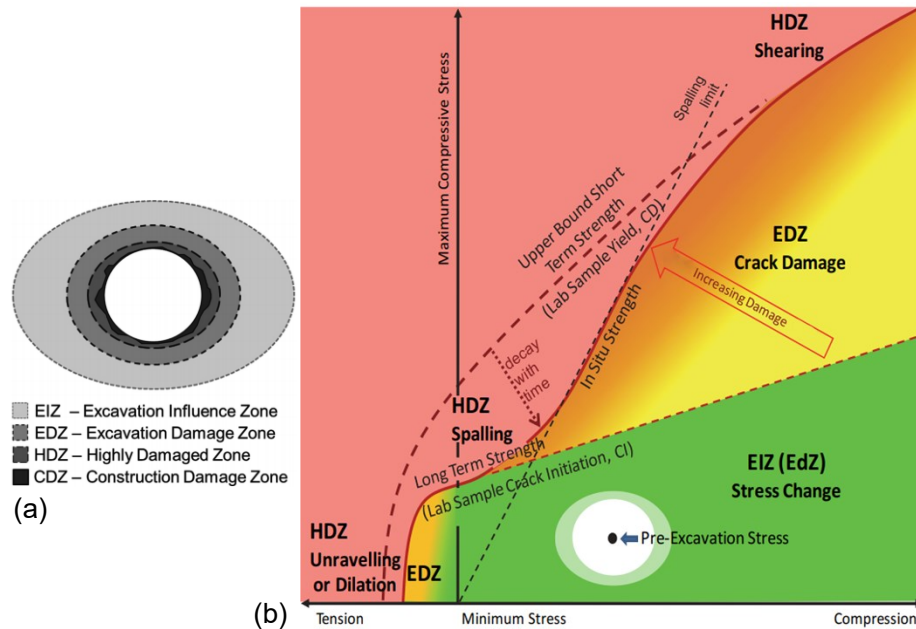 (a)
EIZ – Excavation Influence Zone
EDZ – Excavation Damage Zone
HDZ – Highly Damaged Zone
CDZ – Construction Damage Zone
(b)
Maximum Compressive Stress
HDZ
Shearing
Spalling
limit
Upper Bound Short
Term Strength
(Lab Sample Yield, CD)
EDZ
Crack Damage
Increasing Damage
In Situ Strength
decay
with
time
HDZ
Spalling
Long Term Strength
(Lab Sample Crack Initiation, CI)
EIZ (EdZ)
Stress Change
Pre-Excavation Stress
HDZ
Unravelling
or Dilation
EDZ
Tension
Minimum Stress
Compression